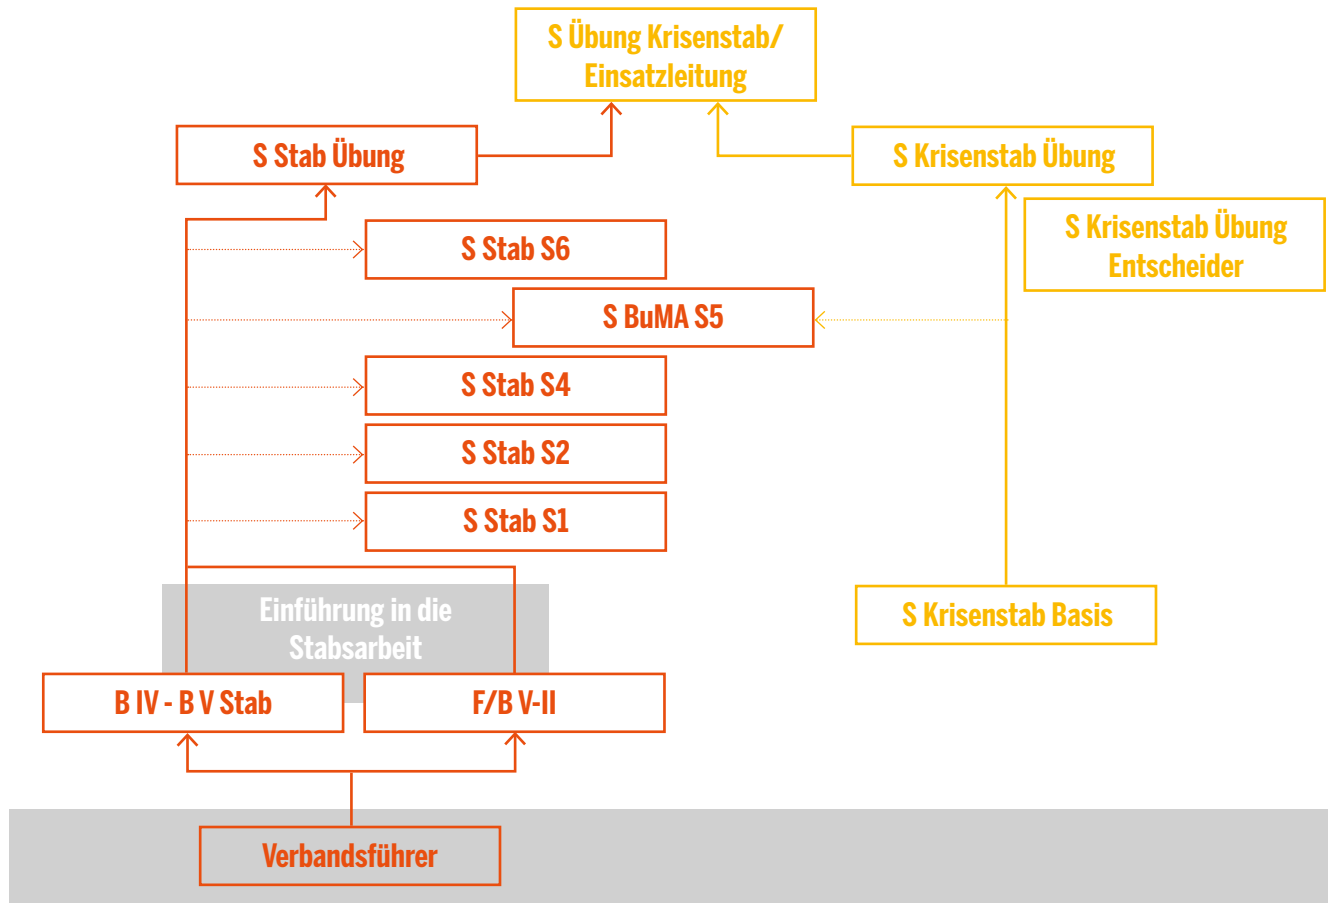 S Übung Krisenstab/
Einsatzleitung
S Stab Übung
S Krisenstab Übung
S Krisenstab Übung
Entscheider
S Stab S6
S BuMA S5
S Stab S4
S Stab S2
S Stab S1
Einführung in die
Stabsarbeit
S Krisenstab Basis
B IV - B V Stab
F/B V-II
Verbandsführer